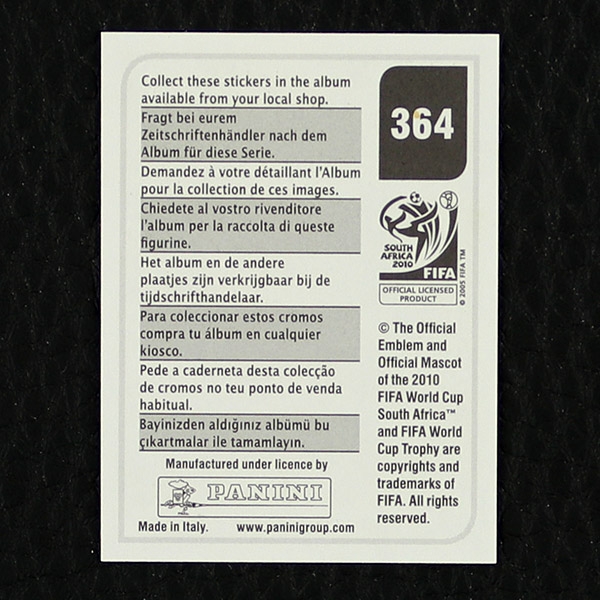 Collect these stickers in the album
available from your local shop.
Fragt bei eurem
Zeitschriftenhändler nach dem
Album für diese Serie.
Demandez à votre détaillant l'Album
pour la collection de ces images.
Chiedete al vostro rivenditore
l'album per la raccolta di queste
figurine.
Het album en de andere
plaatjes zijn verkrijgbaar bij de
tijdschrifthandelaar.
Para coleccionar estos cromos
compra tu álbum en cualquier
kiosco.
Pede a caderneta desta colecção
de cromos no teu ponto de venda
habitual.
Bayinizden aldığınız albümü bu
çıkartmalar ile tamamlayın.
Manufactured under licence by
PANINI
Made in Italy. www.paninigroup.com
364
SOUTH
AFRICA
2010
FIFA
OFFICIAL LICENSED
PRODUCT
© 2005 FIFA TM
© The Official
Emblem and
Official Mascot
of the 2010
FIFA World Cup
South Africa™
and FIFA World
Cup Trophy are
copyrights and
trademarks of
FIFA. All rights
reserved.